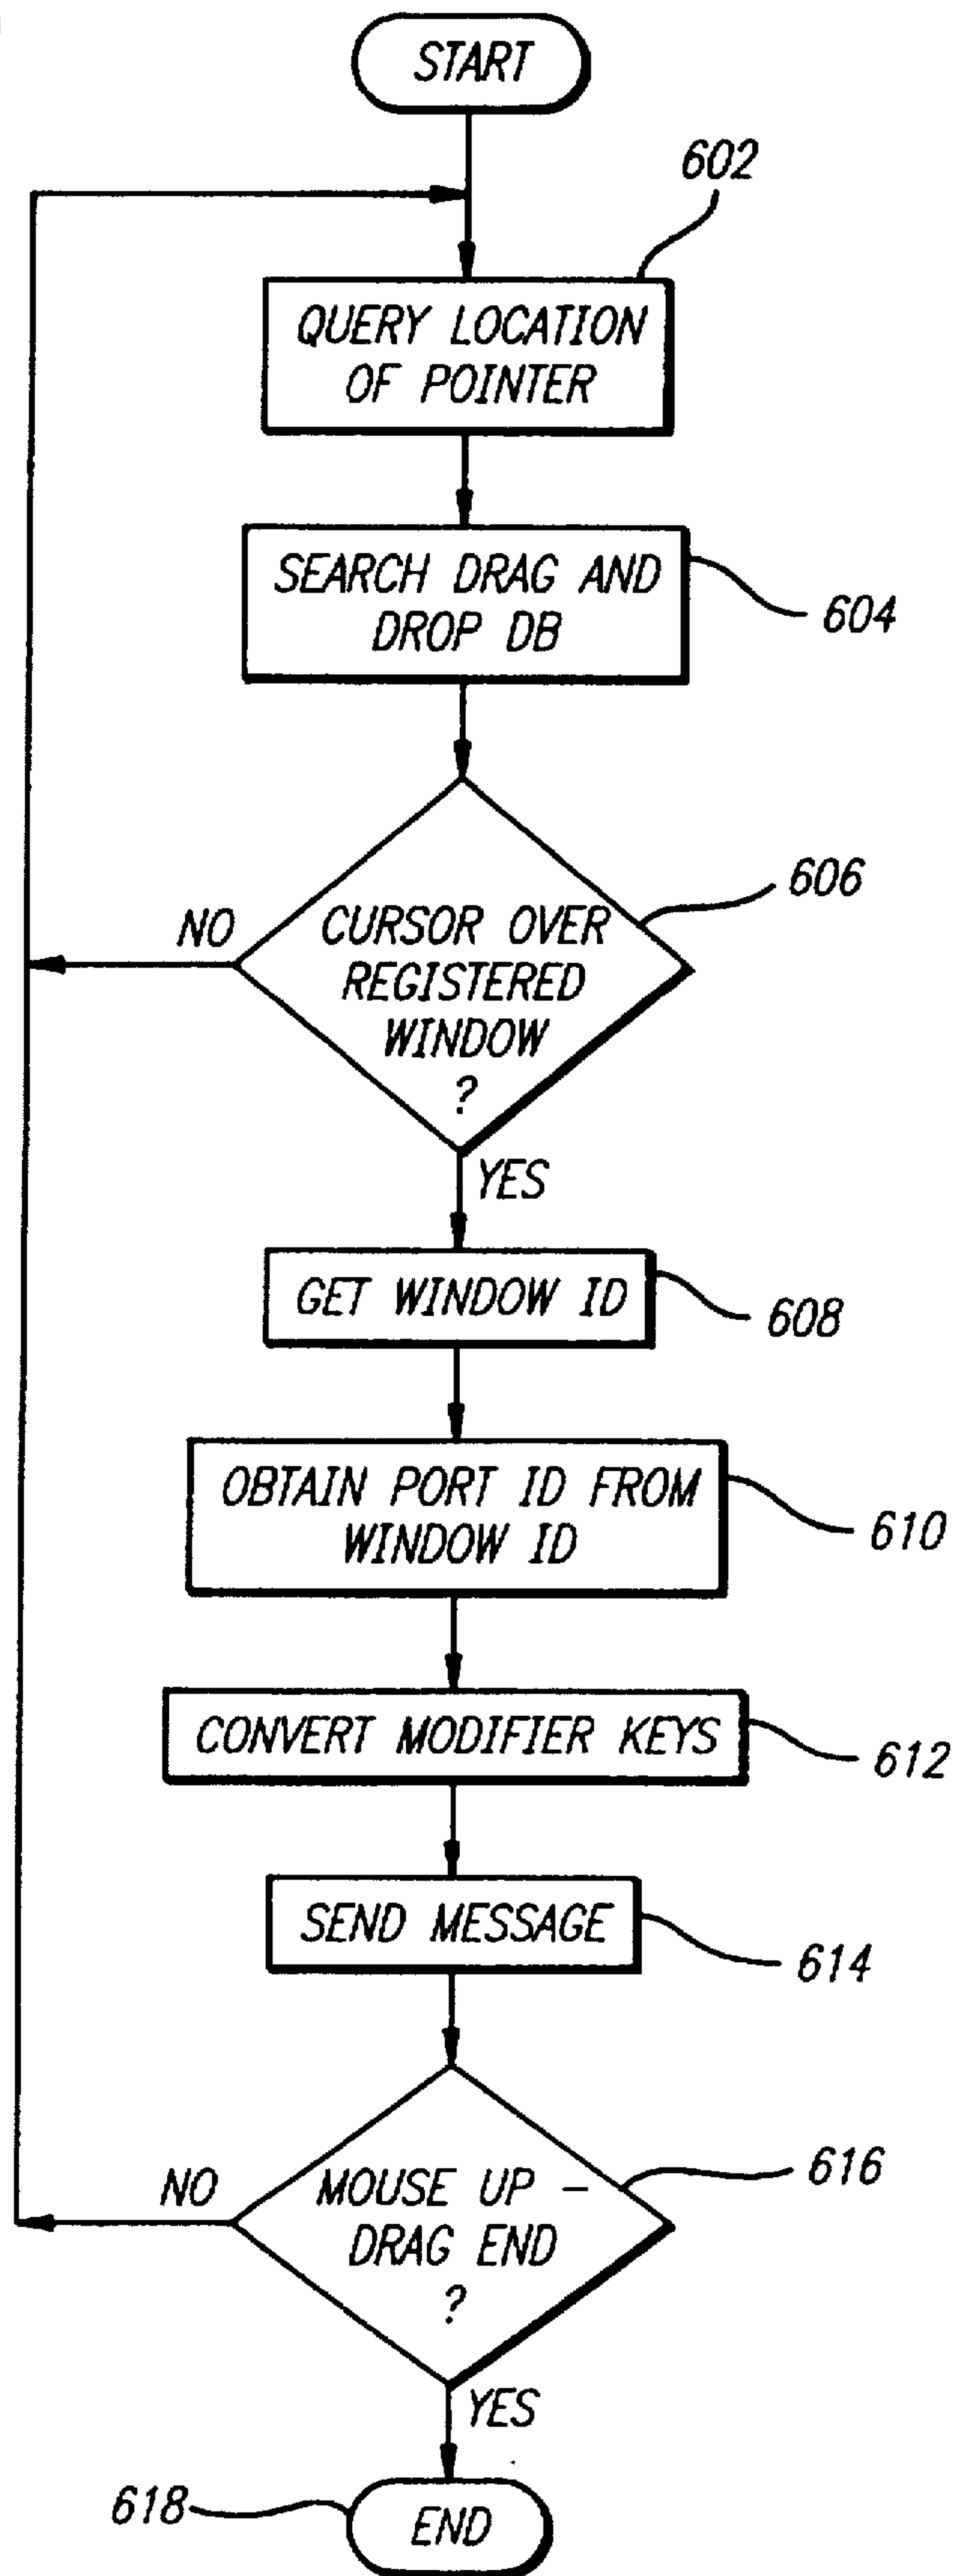 START
602
QUERY LOCATION
OF POINTER
SEARCH DRAG AND
DROP DB
604
606
CURSOR OVER
REGISTERED
WINDOW
?
NO
YES
GET WINDOW ID
608
OBTAIN PORT ID FROM
WINDOW ID
610
CONVERT MODIFIER KEYS
612
SEND MESSAGE
614
616
MOUSE UP –
DRAG END
?
NO
YES
618
END